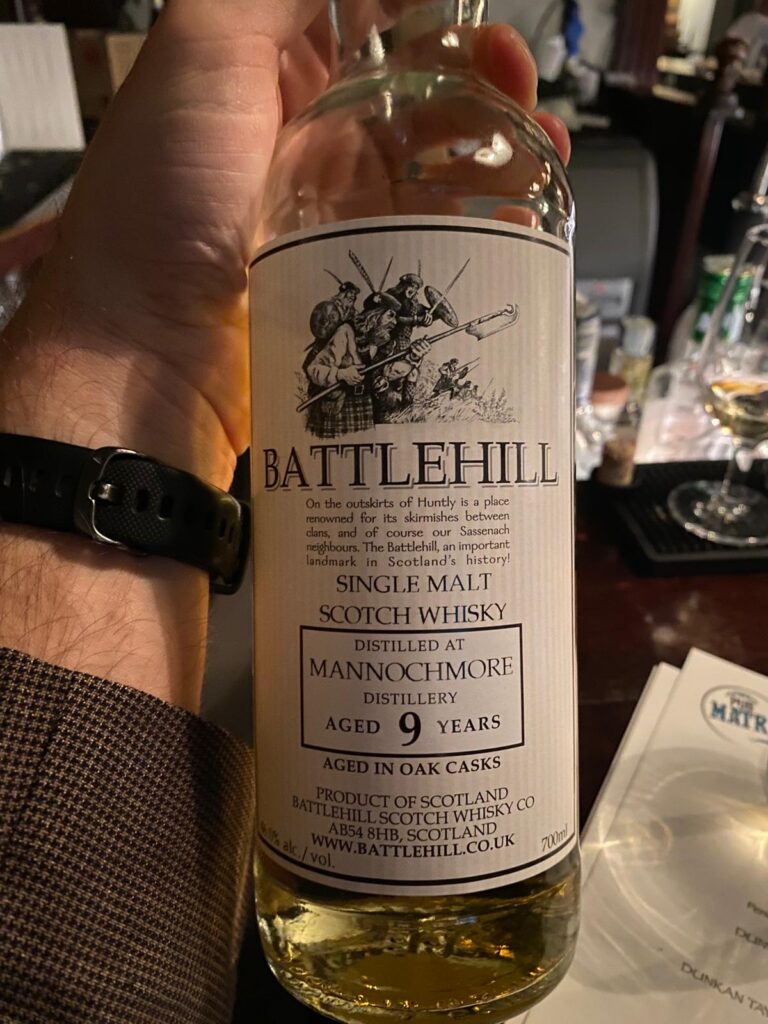 BATTLEHILL
On the outskirts of Huntly is a place
renowned for its skirmishes between
clans, and of course our Sassenach
neighbours. The Battlehill, an important
landmark in Scotland's history!
SINGLE MALT
SCOTCH WHISKY
DISTILLED AT
MANNOCHMORE
DISTILLERY
AGED 9 YEARS
AGED IN OAK CASKS
PRODUCT OF SCOTLAND
BATTLEHILL SCOTCH WHISKY CO
AB54 8HB, SCOTLAND
WWW.BATTLEHILL.CO.UK
alc./vol.
700ml
MATR
DUNKAN TAY